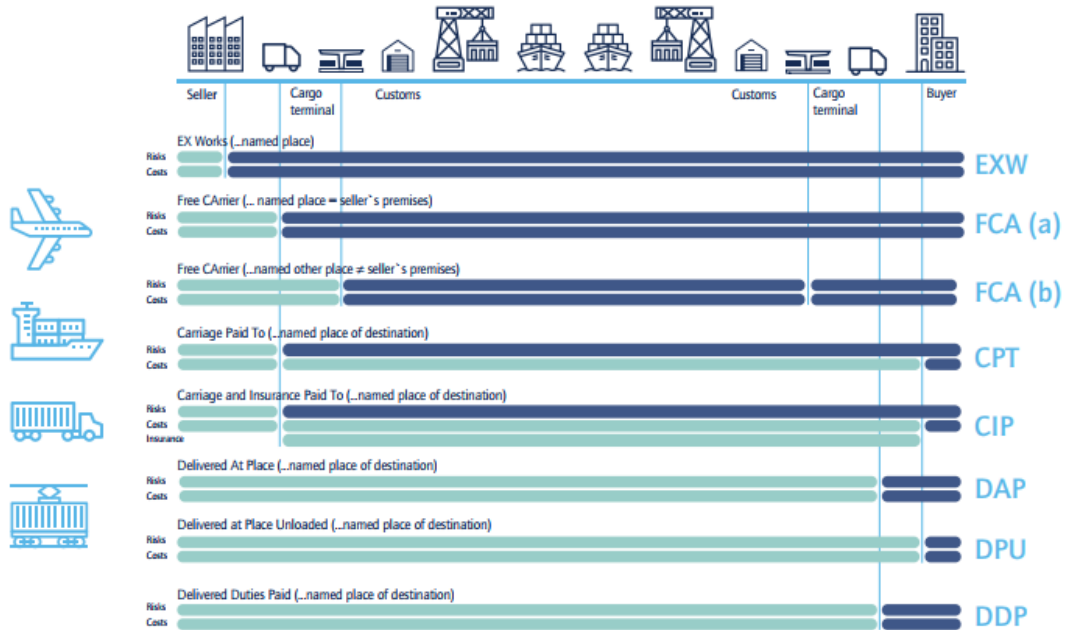 Seller
Cargo
terminal
Customs
Customs
Cargo
terminal
Buyer
EX Works (...named place)
Risks
Costs
EXW
Free CArrier (... named place = seller`s premises)
Risks
Costs
FCA (a)
Free CArrier (...named other place ≠ seller`s premises)
Risks
Costs
FCA (b)
Carriage Paid To (...named place of destination)
Risks
Costs
CPT
Carriage and Insurance Paid To (...named place of destination)
Risks
Costs
Insurance
CIP
Delivered At Place (...named place of destination)
Risks
Costs
DAP
Delivered at Place Unloaded (...named place of destination)
Risks
Costs
DPU
Delivered Duties Paid (...named place of destination)
Risks
Costs
DDP